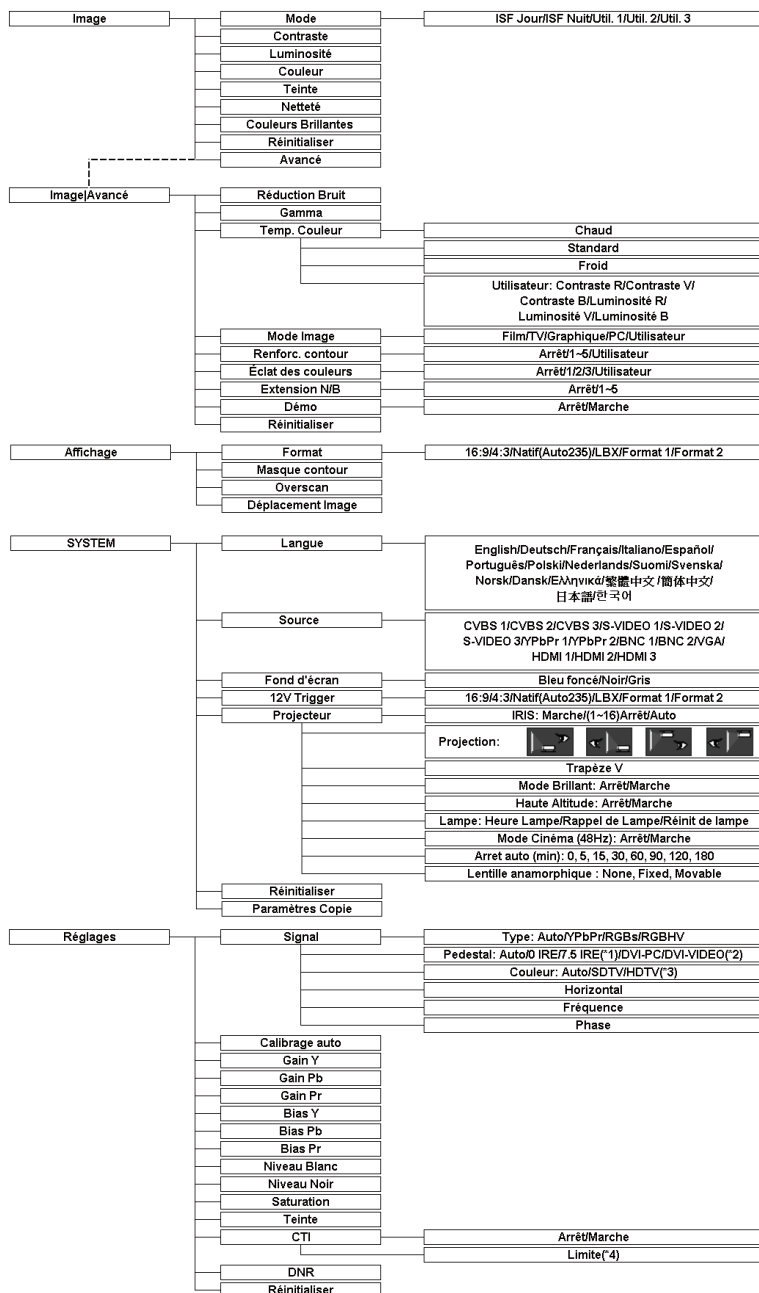 Image
Mode
ISF Jour/ISF Nuit/Util. 1/Util. 2/Util. 3
Contraste
Luminosité
Couleur
Teinte
Netteté
Couleurs Brillantes
Réinitialiser
Avancé
Image|Avancé
Réduction Bruit
Gamma
Temp. Couleur
Chaud
Standard
Froid
Utilisateur: Contraste R/Contraste V/
Contraste B/Luminosité R/
Luminosité V/Luminosité B
Mode Image
Film/TV/Graphique/PC/Utilisateur
Renforc. contour
Arrêt/1~5/Utilisateur
Éclat des couleurs
Arrêt/1/2/3/Utilisateur
Extension N/B
Arrêt/1~5
Démo
Arrêt/Marche
Réinitialiser
Affichage
Format
16:9/4:3/Natif(Auto235)/LBX/Format 1/Format 2
Masque contour
Overscan
Déplacement Image
SYSTEM
Langue
English/Deutsch/Français/Italiano/Español/
Português/Polski/Nederlands/Suomi/Svenska/
Norsk/Dansk/Ελληνικά/繁體中文/簡体中文/
日本語/한국어
Source
CVBS 1/CVBS 2/CVBS 3/S-VIDEO 1/S-VIDEO 2/
S-VIDEO 3/YPbPr 1/YPbPr 2/BNC 1/BNC 2/VGA/
HDMI 1/HDMI 2/HDMI 3
Fond d'écran
Bleu foncé/Noir/Gris
12V Trigger
16:9/4:3/Natif(Auto235)/LBX/Format 1/Format 2
Projecteur
IRIS: Marche/(1~16)Arrêt/Auto
Projection:
Trapèze V
Mode Brillant: Arrêt/Marche
Haute Altitude: Arrêt/Marche
Lampe: Heure Lampe/Rappel de Lampe/Réinit de lampe
Mode Cinéma (48Hz): Arrêt/Marche
Arret auto (min): 0, 5, 15, 30, 60, 90, 120, 180
Lentille anamorphique : None, Fixed, Movable
Réinitialiser
Paramètres Copie
Réglages
Signal
Type: Auto/YPbPr/RGBs/RGBHV
Pedestal: Auto/0 IRE/7.5 IRE(*1)/DVI-PC/DVI-VIDEO(*2)
Couleur: Auto/SDTV/HDTV(*3)
Horizontal
Fréquence
Phase
Calibrage auto
Gain Y
Gain Pb
Gain Pr
Bias Y
Bias Pb
Bias Pr
Niveau Blanc
Niveau Noir
Saturation
Teinte
CTI
Arrêt/Marche
Limite(*4)
DNR
Réinitialiser